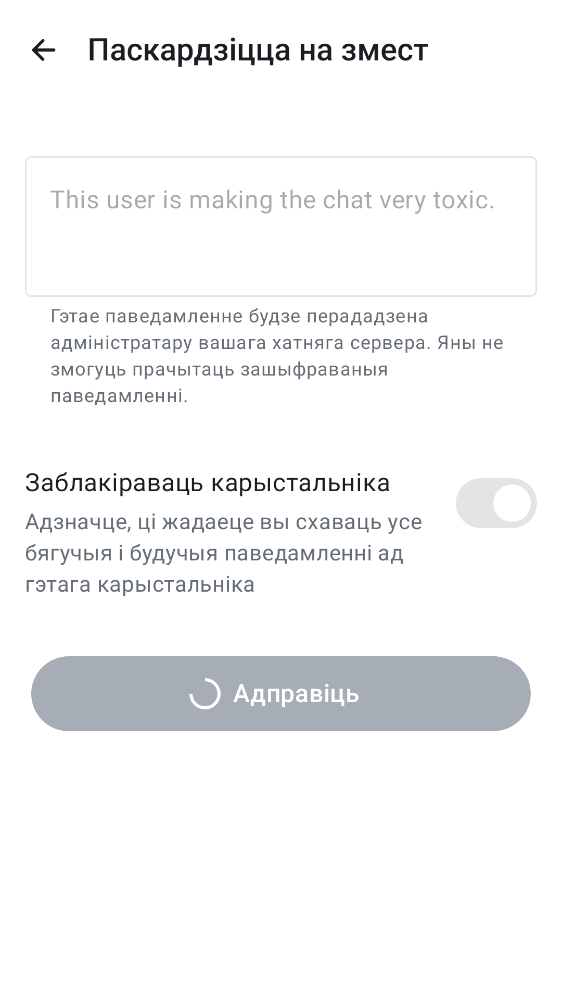 Паскардзіцца на змест
This user is making the chat very toxic.
Гэтае паведамленне будзе перададзена
адміністратару вашага хатняга сервера. Яны не
змогуць прачытаць зашыфраваныя
паведамленні.
Заблакіраваць карыстальніка
Адзначце, ці жадаеце вы схаваць усе
бягучыя і будучыя паведамленні ад
гэтага карыстальніка
Адправіць